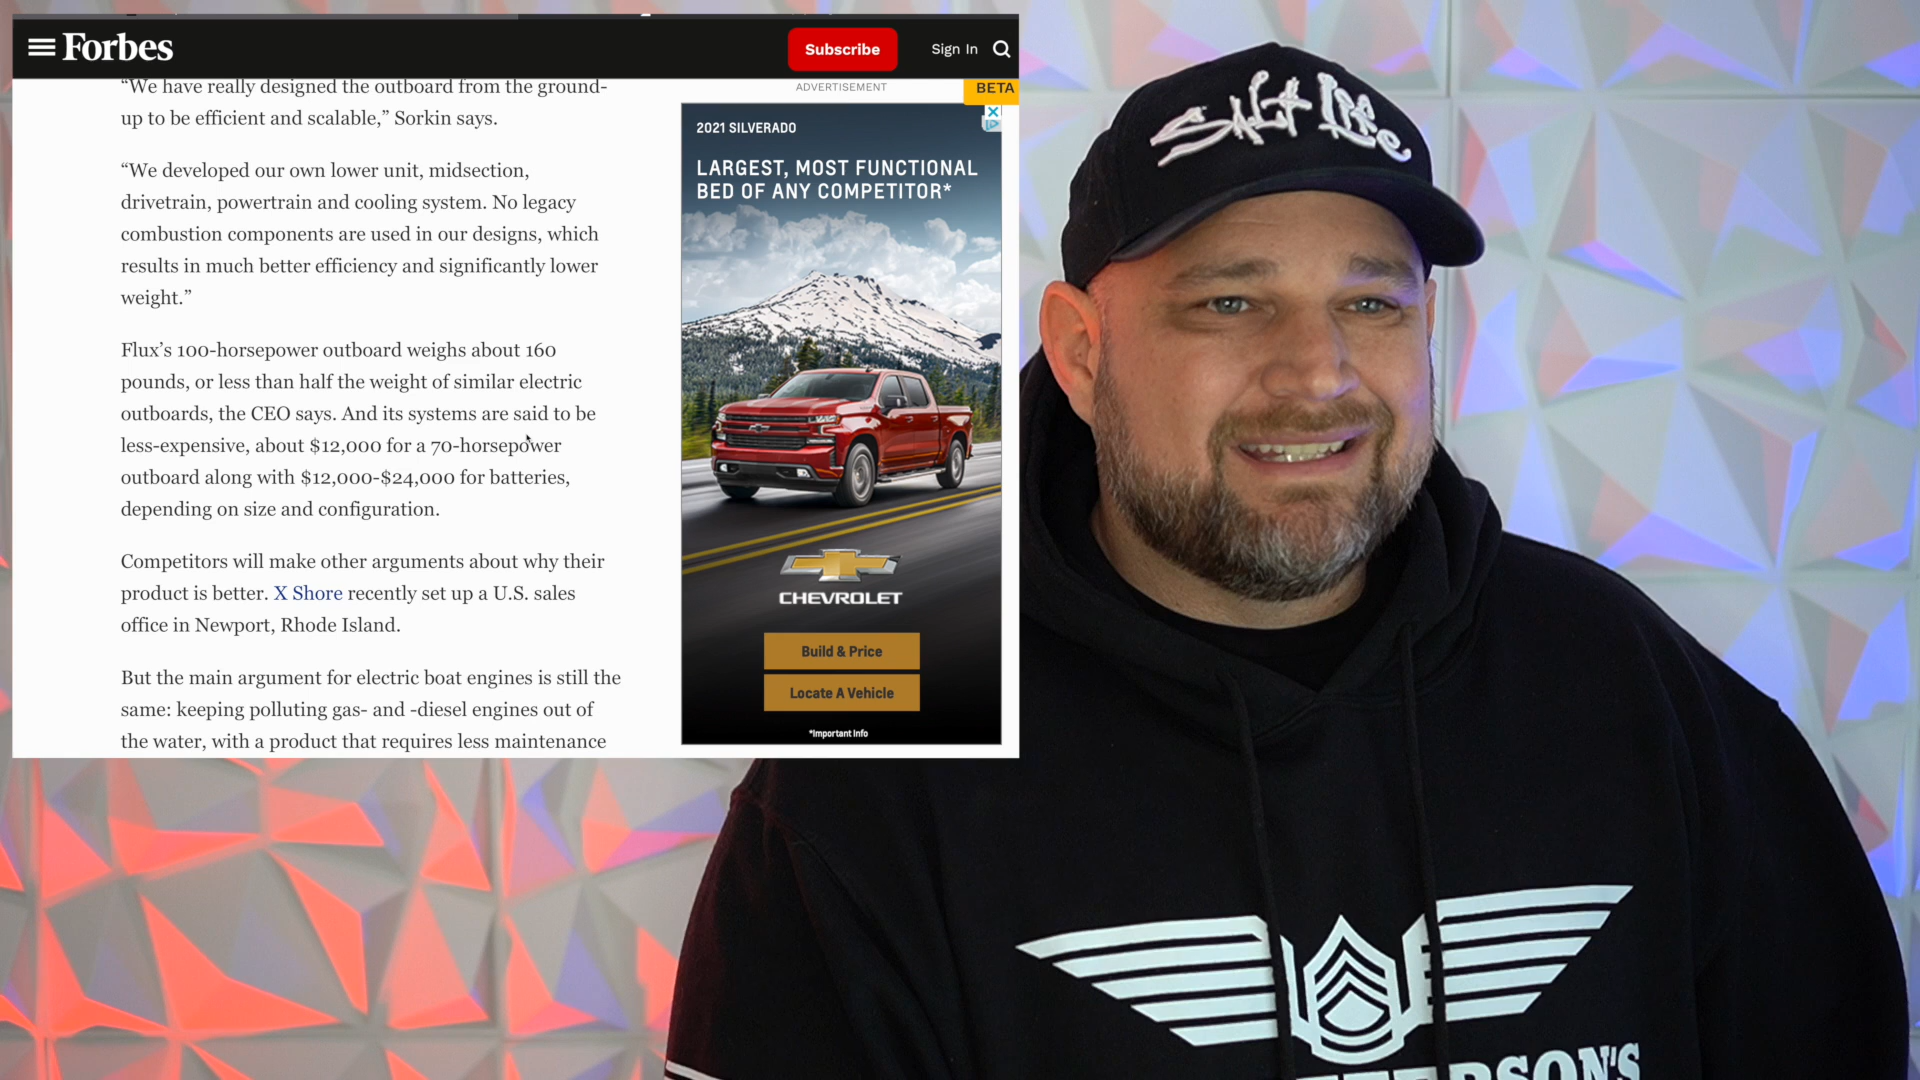 Forbes
Subscribe
Sign In
“We have really designed the outboard from the ground-
up to be efficient and scalable,” Sorkin says.
“We developed our own lower unit, midsection,
drivetrain, powertrain and cooling system. No legacy
combustion components are used in our designs, which
results in much better efficiency and significantly lower
weight.”
Flux’s 100-horsepower outboard weighs about 160
pounds, or less than half the weight of similar electric
outboards, the CEO says. And its systems are said to be
less-expensive, about $12,000 for a 70-horsepower
outboard along with $12,000-$24,000 for batteries,
depending on size and configuration.
Competitors will make other arguments about why their
product is better. X Shore recently set up a U.S. sales
office in Newport, Rhode Island.
But the main argument for electric boat engines is still the
same: keeping polluting gas- and -diesel engines out of
the water, with a product that requires less maintenance
ADVERTISEMENT
BETA
2021 SILVERADO
LARGEST, MOST FUNCTIONAL
BED OF ANY COMPETITOR*
CHEVROLET
Build & Price
Locate A Vehicle
*Important Info
SALT LIFE